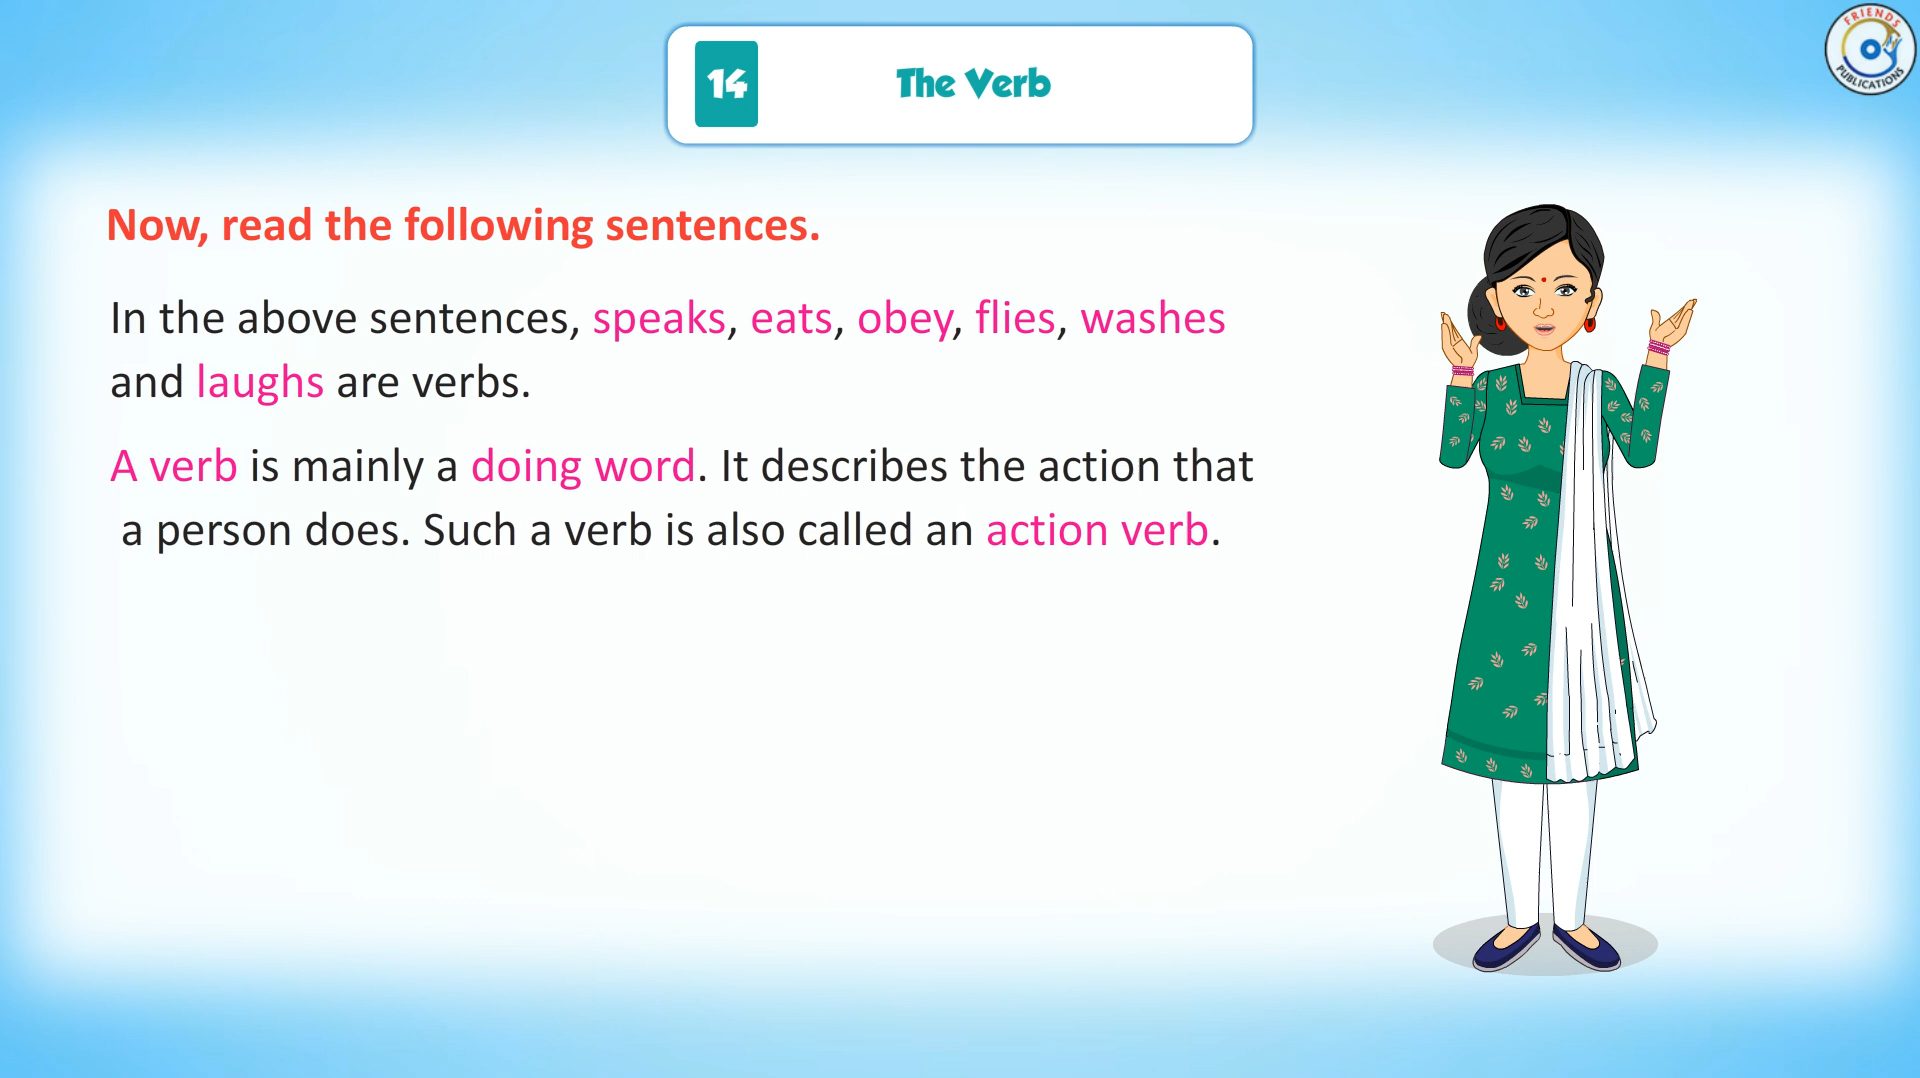 14
The Verb
FRIENDS
PUBLICATIONS
Now, read the following sentences.
In the above sentences, speaks, eats, obey, flies, washes
and laughs are verbs.
A verb is mainly a doing word. It describes the action that
a person does. Such a verb is also called an action verb.